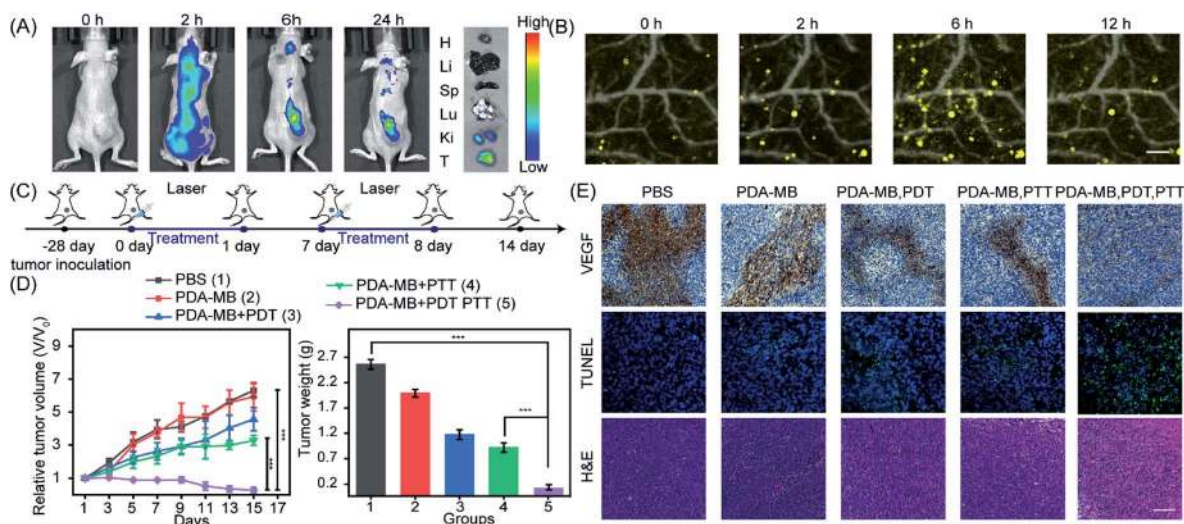 (A)
0 h
2 h
6h
24 h
High
Low
H
Li
Sp
Lu
Ki
T
(B)
0 h
2 h
6 h
12 h
(C)
Laser
Laser
Treatment
Treatment
-28 day
0 day
1 day
7 day
8 day
14 day
tumor inoculation
(D)
PBS (1)
PDA-MB (2)
PDA-MB+PDT (3)
PDA-MB+PTT (4)
PDA-MB+PDT PTT (5)
Relative tumor volume (V/V0)
9
7
5
3
1
1 3 5 7 9 11 13 15 17
Days
***
***
Tumor weight (g)
2.7
2.2
1.7
1.2
0.7
0.2
1 2 3 4 5
Groups
***
***
(E)
PBS PDA-MB PDA-MB,PDT PDA-MB,PTT PDA-MB,PDT,PTT
VEGF
TUNEL
H&E